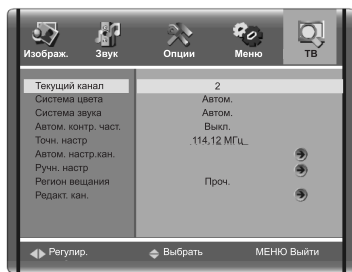 Изображ. Звук Опции Меню ТВ
Текущий канал 2
Система цвета Автом.
Система звука Автом.
Автом. контр. част. Выкл.
Точн. настр 114,12 МГц
Автом. настр.кан.
Ручн. настр
Регион вещания Проч.
Редакт. кан.
Регулир. Выбрать МЕНЮ Выйти